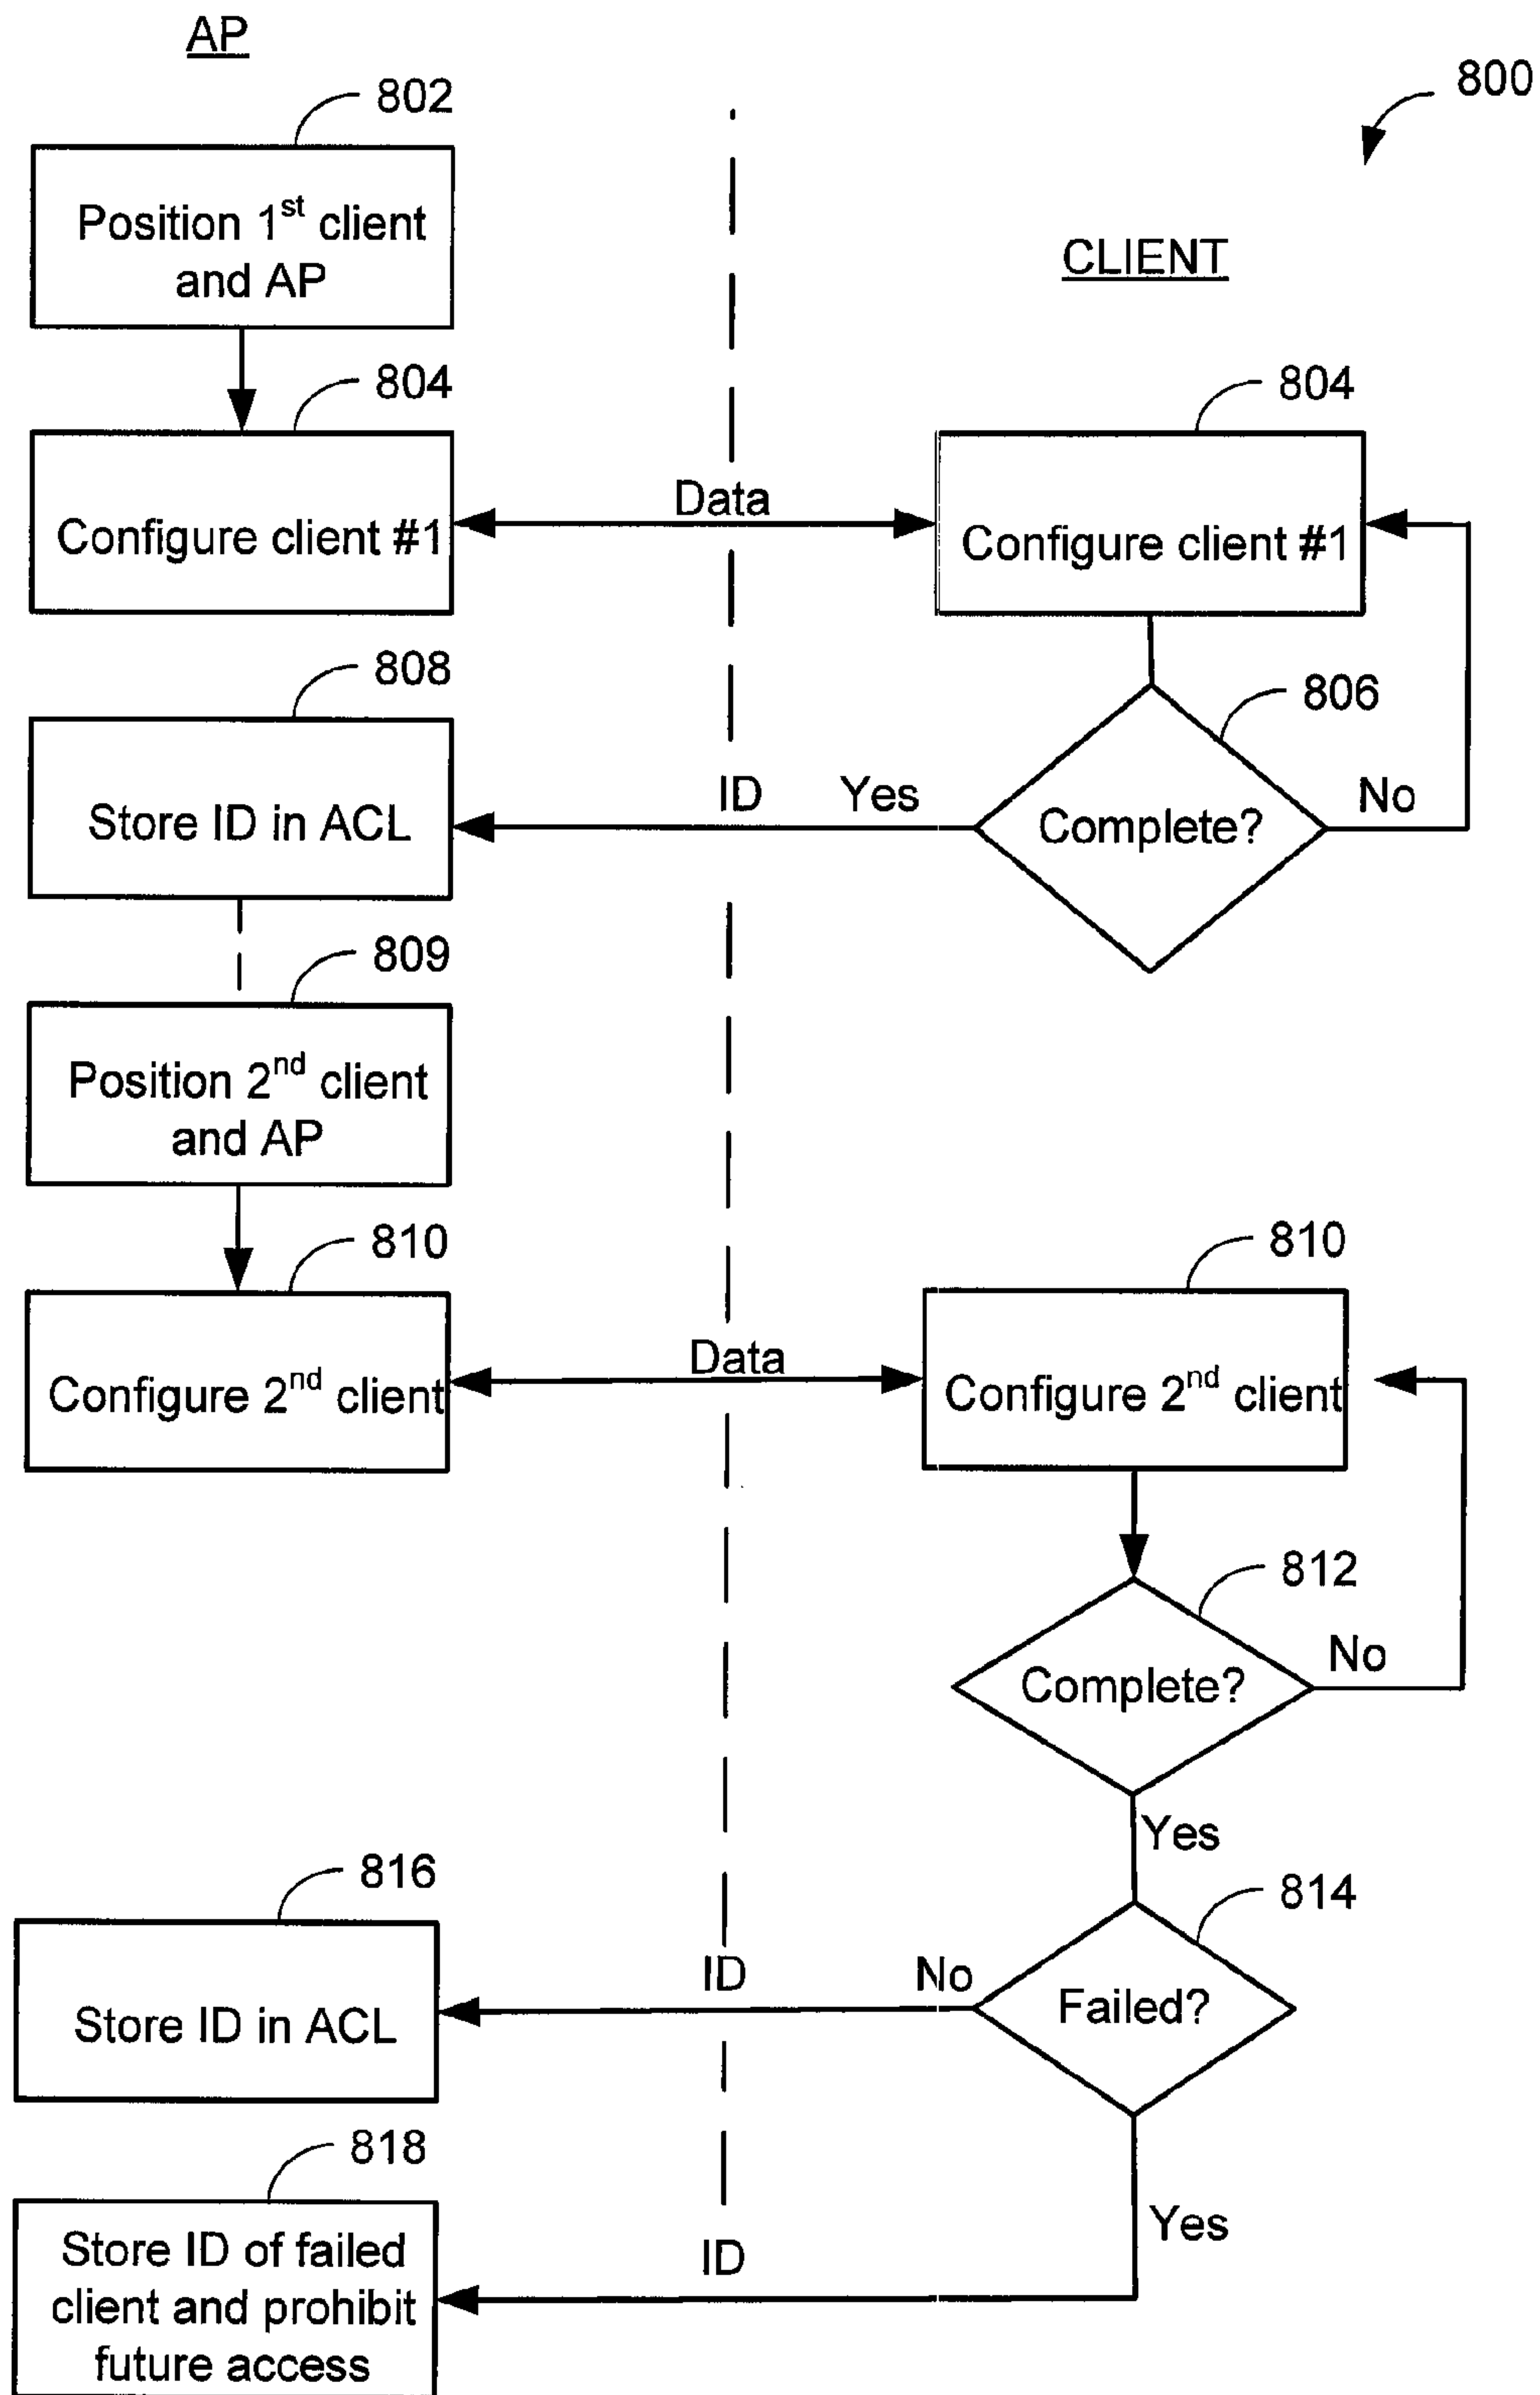 AP
802
800
Position 1st client
and AP
CLIENT
804
804
Configure client #1
Data
Configure client #1
808
806
Store ID in ACL
ID
Yes
Complete?
No
809
Position 2nd client
and AP
810
810
Configure 2nd client
Data
Configure 2nd client
812
Complete?
No
Yes
816
814
Store ID in ACL
ID
No
Failed?
818
Yes
Store ID of failed
client and prohibit
future access
ID